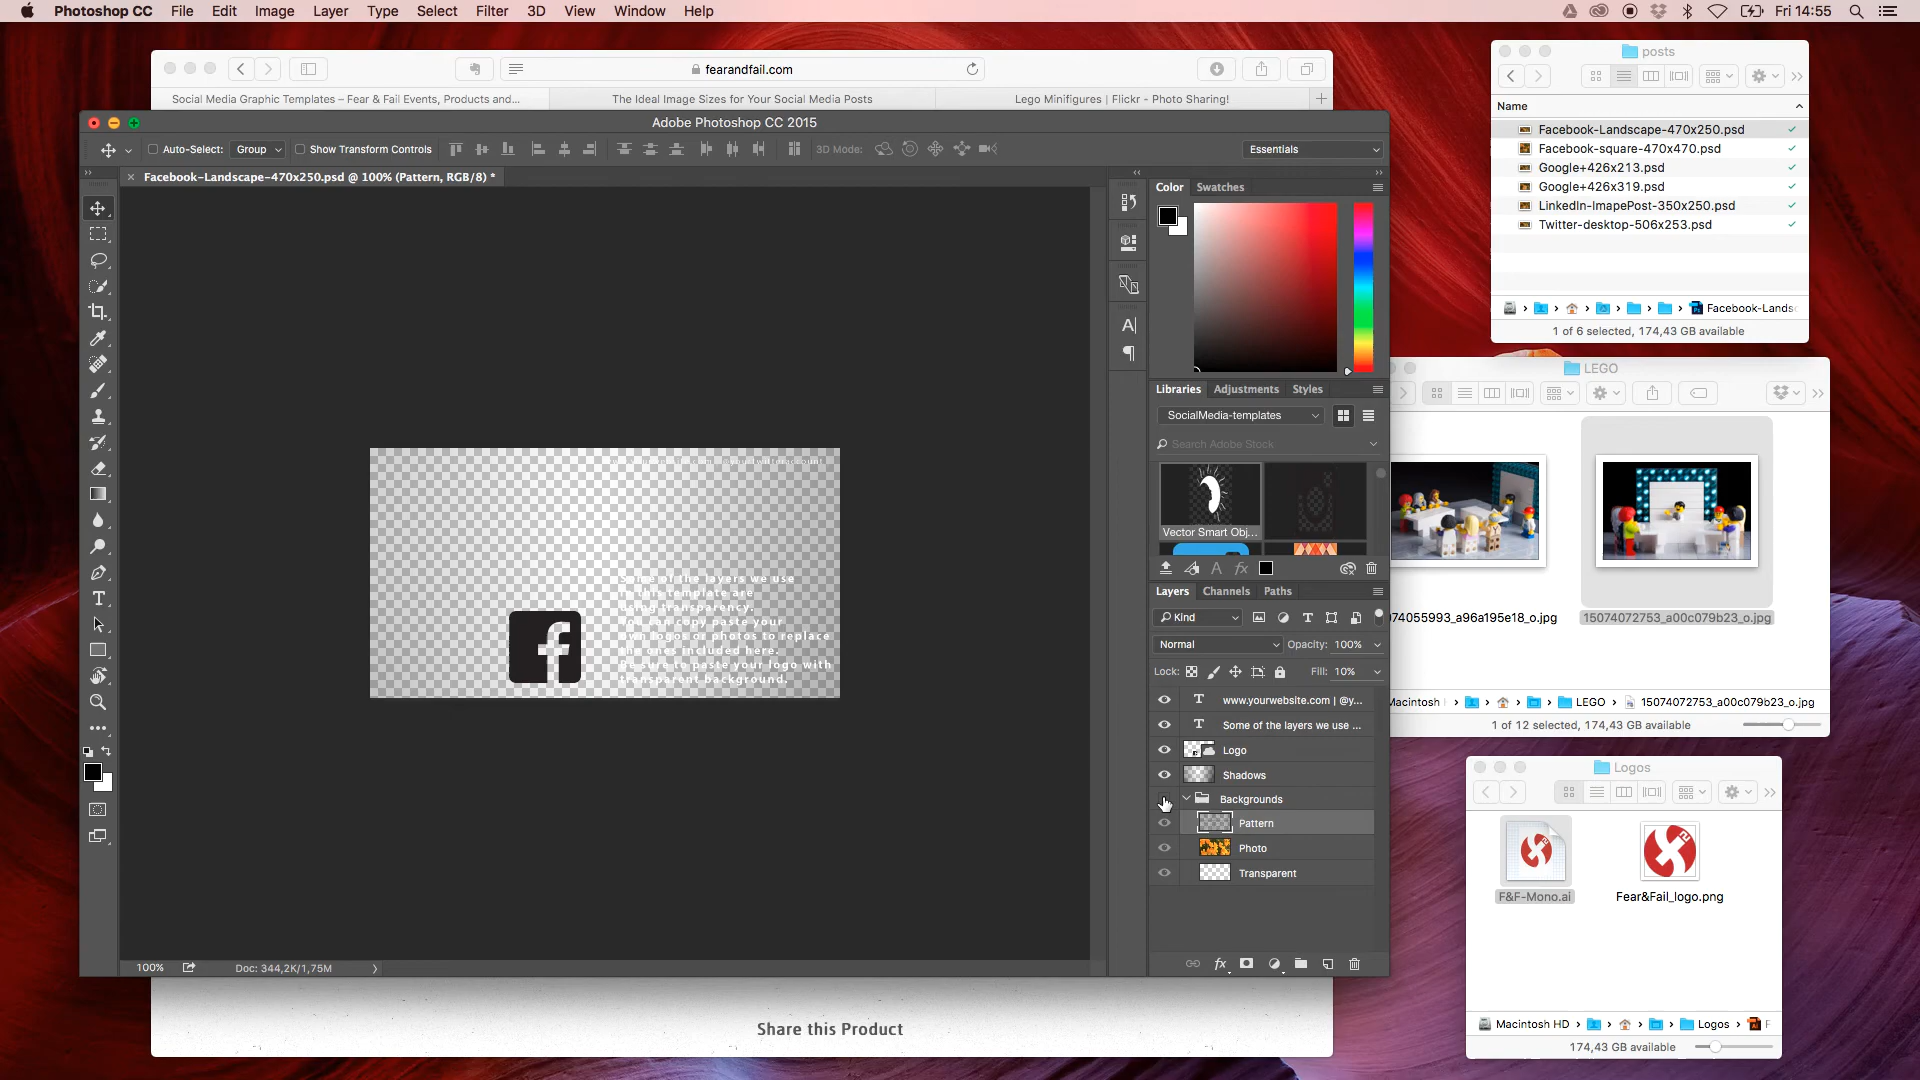 Photoshop CC File Edit Image Layer Type Select Filter 3D View Window Help
Fri 14:55
fearandfail.com
Social Media Graphic Templates – Fear & Fail Events, Products and...
The Ideal Image Sizes for Your Social Media Posts
Lego Minifigures | Flickr - Photo Sharing!
Adobe Photoshop CC 2015
Auto-Select: Group Show Transform Controls
3D Mode:
Essentials
Facebook-Landscape-470x250.psd @ 100% (Pattern, RGB/8) *
Some of the layers we use
in this template are
using transparency.
You can copy paste your
own logos or photos to replace
the ones included here.
Be sure to paste your logo with
transparent background.
100%
Doc: 344,2K/1,75M
Color Swatches
Libraries Adjustments Styles
SocialMedia-templates
Search Adobe Stock
Vector Smart Obj...
Layers Channels Paths
Kind
Normal Opacity: 100%
Lock: Fill: 10%
www.yourwebsite.com | @y...
Some of the layers we use ...
Logo
Shadows
Backgrounds
Pattern
Photo
Transparent
Share this Product
posts
Name
Facebook-Landscape-470x250.psd
Facebook-square-470x470.psd
Google+426x213.psd
Google+426x319.psd
LinkedIn-ImapePost-350x250.psd
Twitter-desktop-506x253.psd
Facebook-Lands
1 of 6 selected, 174,43 GB available
LEGO
074055993_a96a195e18_o.jpg
15074072753_a00c079b23_o.jpg
Macintosh LEGO 15074072753_a00c079b23_o.jpg
1 of 12 selected, 174,43 GB available
Logos
F&F-Mono.ai
Fear&Fail_logo.png
Macintosh HD Logos F
174,43 GB available